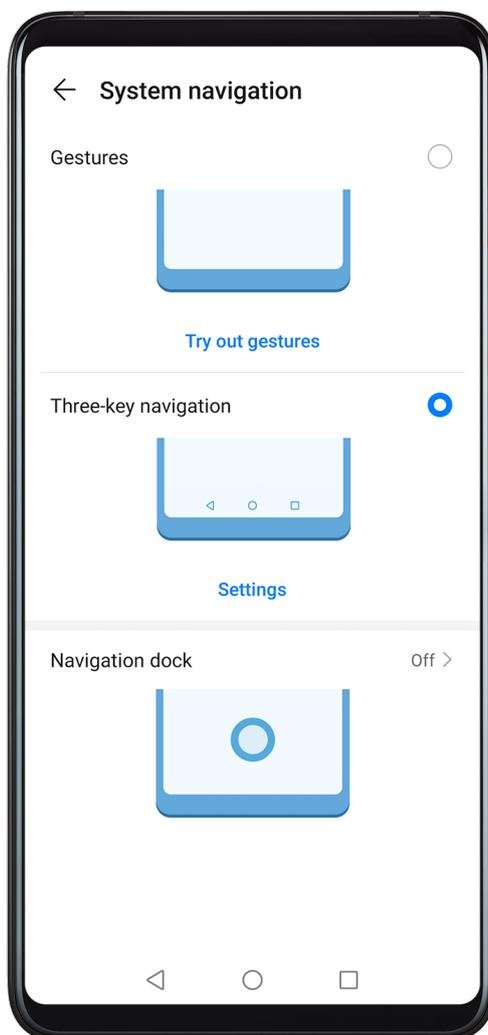 System navigation
Gestures
Try out gestures
Three-key navigation
Settings
Navigation dock
Off